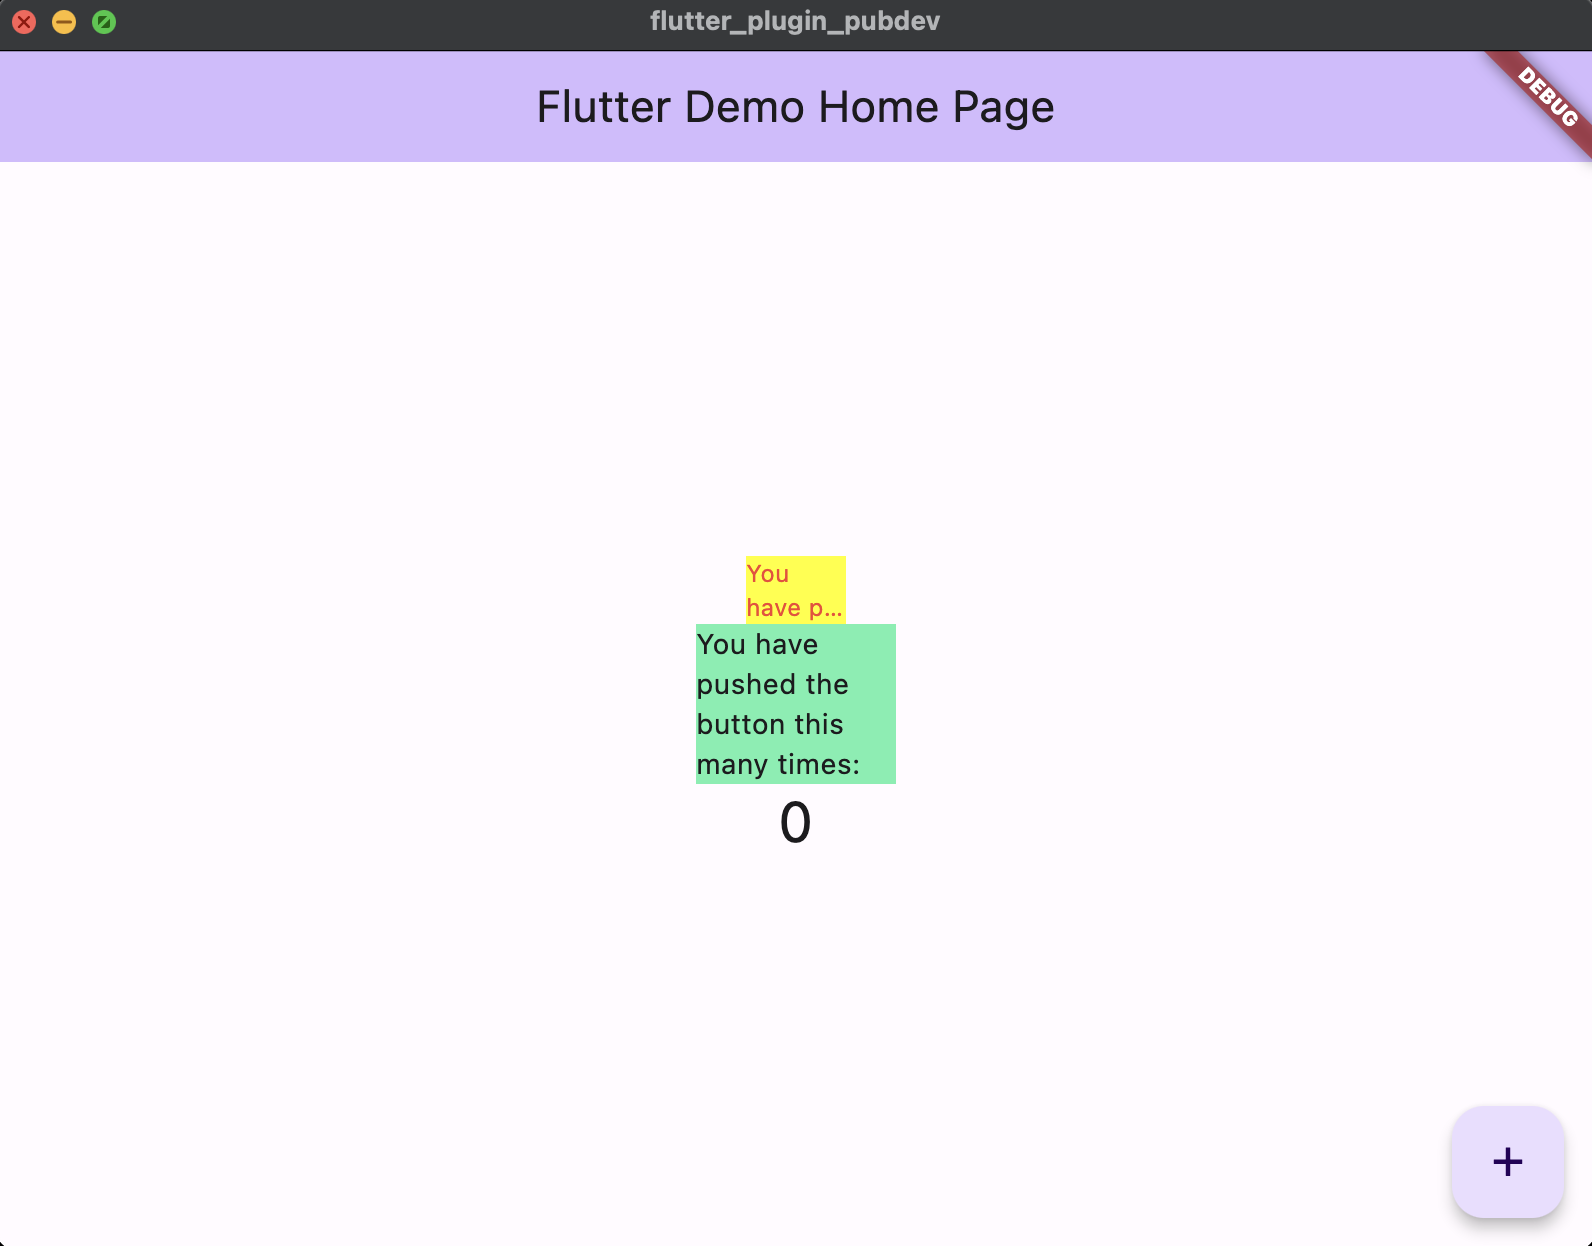 flutter_plugin_pubdev
Flutter Demo Home Page
DEBUG
You
have p...
You have
pushed the
button this
many times:
0
+